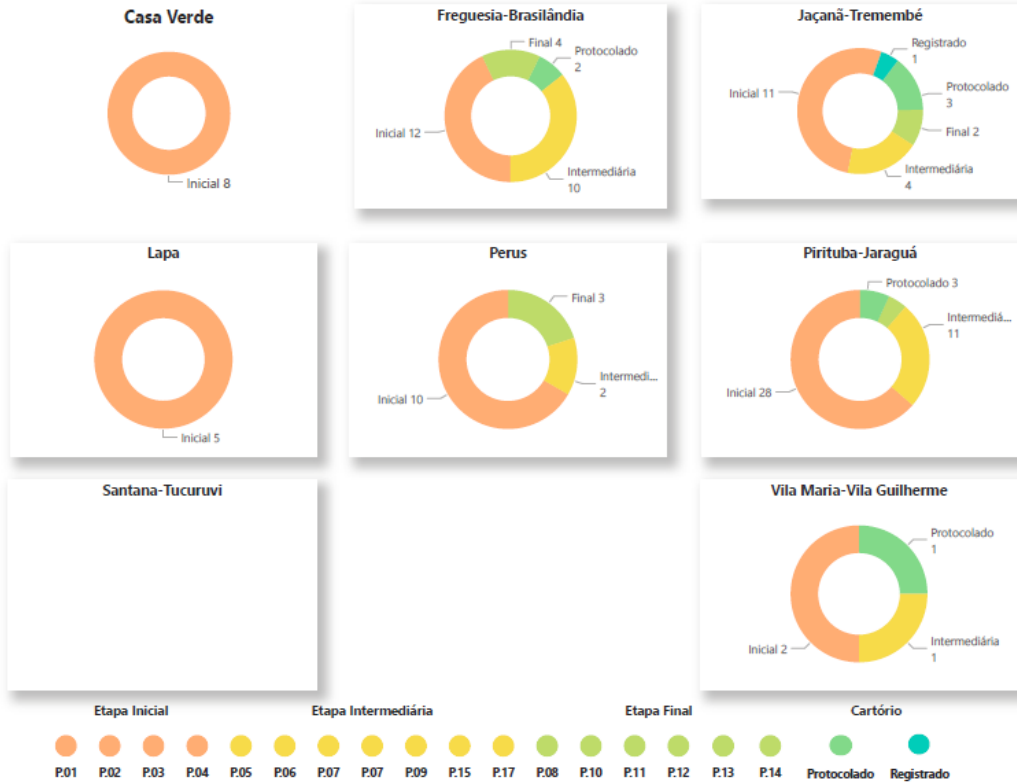 Casa Verde
Inicial 8
Freguesia-Brasilândia
Final 4
Protocolado
2
Inicial 12
Intermediária
10
Jaçanã-Tremembé
Registrado
1
Inicial 11
Protocolado
3
Final 2
Intermediária
4
Lapa
Inicial 5
Perus
Final 3
Intermedi...
2
Inicial 10
Pirituba-Jaraguá
Protocolado 3
Intermediá...
11
Inicial 28
Santana-Tucuruvi
Vila Maria-Vila Guilherme
Protocolado
1
Inicial 2
Intermediária
1
Etapa Inicial Etapa Intermediária Etapa Final Cartório
P.01 P.02 P.03 P.04 P.05 P.06 P.07 P.07 P.09 P.15 P.17 P.08 P.10 P.11 P.12 P.13 P.14 Protocolado Registrado